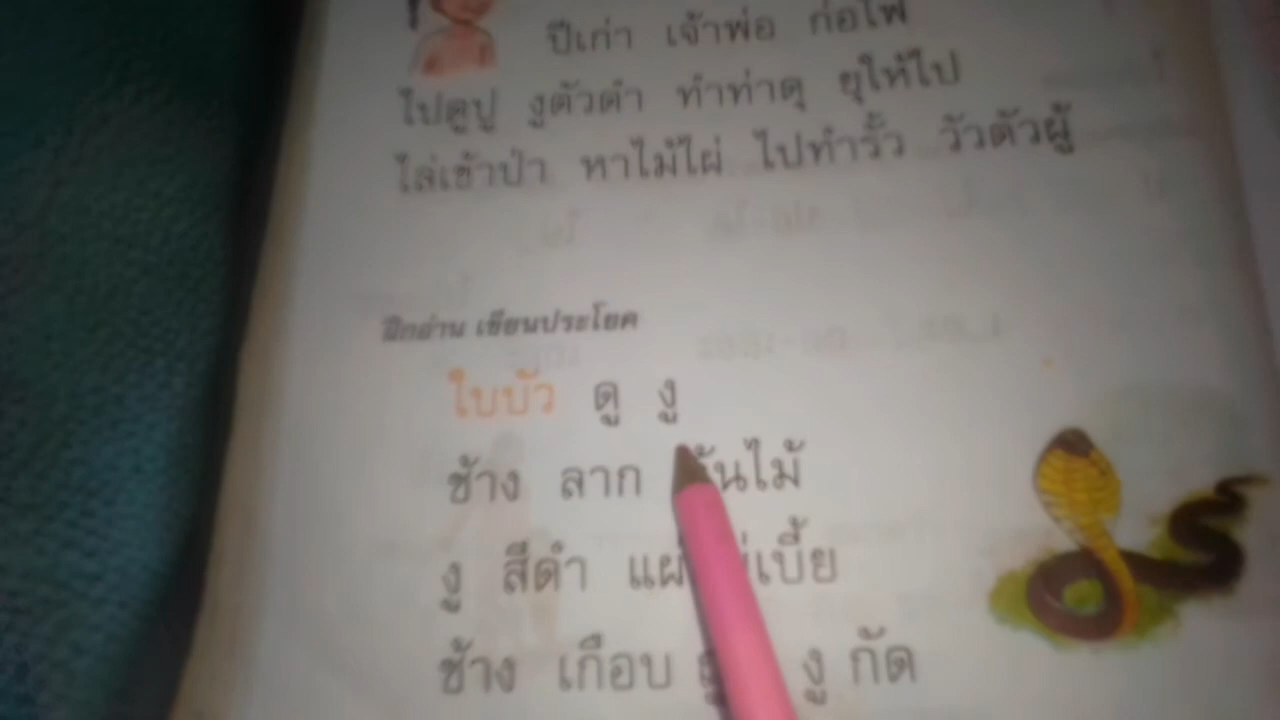 ปีเก่า เจ้าพ่อ ก่อไฟ
ไปดูปู งูตัวดำ ทำท่าดุ ยุให้ไป
ไล่เข้าป่า หาไม้ไผ่ ไปทำรั้ว วัวตัวผู้
ฝึกอ่าน เขียนประโยค
ใบบัว ดู งู
ช้าง ลาก
งู สีดำ เบี้ย
ช้าง เกือบ งู กัด